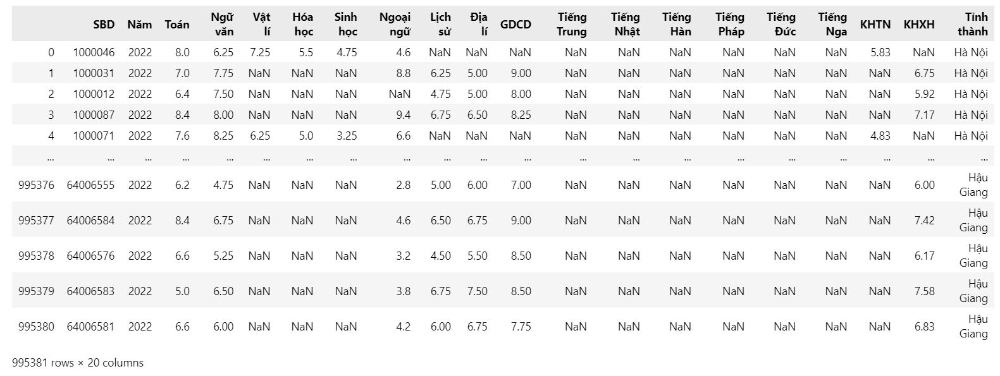 SBD Năm Toán Ngữ văn Vật lí Hóa học Sinh học Ngoại ngữ Lịch sử Địa lí GDCD Tiếng Trung Tiếng Nhật Tiếng Hàn Tiếng Pháp Tiếng Đức Tiếng Nga KHTN KHXH Tỉnh thành
0 1000046 2022 8.0 6.25 7.25 5.5 4.75 4.6 NaN NaN NaN NaN NaN NaN NaN NaN NaN 5.83 NaN Hà Nội
1 1000031 2022 7.0 7.75 NaN NaN NaN 8.8 6.25 5.00 9.00 NaN NaN NaN NaN NaN NaN NaN 6.75 Hà Nội
2 1000012 2022 6.4 7.50 NaN NaN NaN NaN 4.75 5.00 8.00 NaN NaN NaN NaN NaN NaN NaN 5.92 Hà Nội
3 1000087 2022 8.4 8.00 NaN NaN NaN 9.4 6.75 6.50 8.25 NaN NaN NaN NaN NaN NaN NaN 7.17 Hà Nội
4 1000071 2022 7.6 8.25 6.25 5.0 3.25 6.6 NaN NaN NaN NaN NaN NaN NaN NaN NaN 4.83 NaN Hà Nội
... ... ... ... ... ... ... ... ... ... ... ... ... ... ... ... ... ... ... ... ...
995376 64006555 2022 6.2 4.75 NaN NaN NaN 2.8 5.00 6.00 7.00 NaN NaN NaN NaN NaN NaN NaN 6.00 Hậu Giang
995377 64006584 2022 8.4 6.75 NaN NaN NaN 4.6 6.50 6.75 9.00 NaN NaN NaN NaN NaN NaN NaN 7.42 Hậu Giang
995378 64006576 2022 6.6 5.25 NaN NaN NaN 3.2 4.50 5.50 8.50 NaN NaN NaN NaN NaN NaN NaN 6.17 Hậu Giang
995379 64006583 2022 5.0 6.50 NaN NaN NaN 3.8 6.75 7.50 8.50 NaN NaN NaN NaN NaN NaN NaN 7.58 Hậu Giang
995380 64006581 2022 6.6 6.00 NaN NaN NaN 4.2 6.00 6.75 7.75 NaN NaN NaN NaN NaN NaN NaN 6.83 Hậu Giang
995381 rows × 20 columns